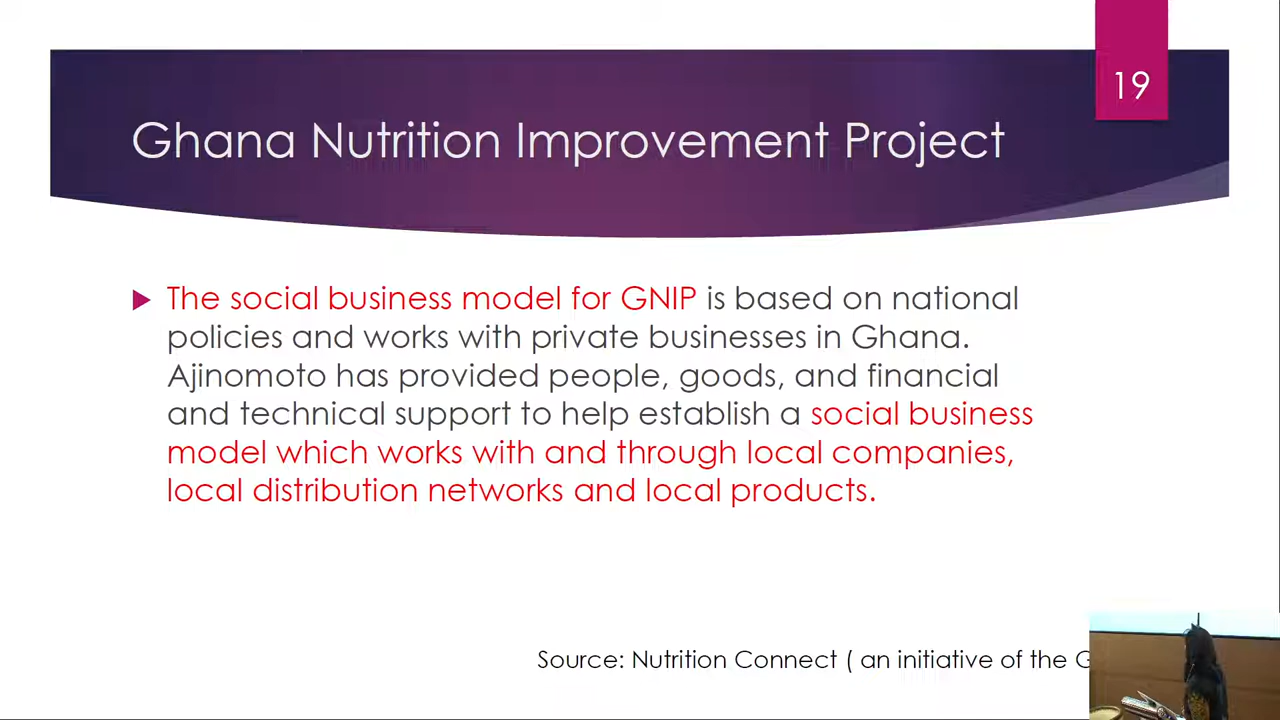 19
Ghana Nutrition Improvement Project
The social business model for GNIP is based on national
policies and works with private businesses in Ghana.
Ajinomoto has provided people, goods, and financial
and technical support to help establish a social business
model which works with and through local companies,
local distribution networks and local products.
Source: Nutrition Connect ( an initiative of the